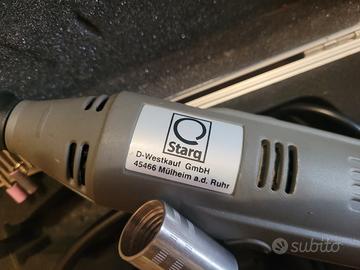 Starq
D-Westkauf GmbH
45466 Mülheim a.d. Ruhr
subito